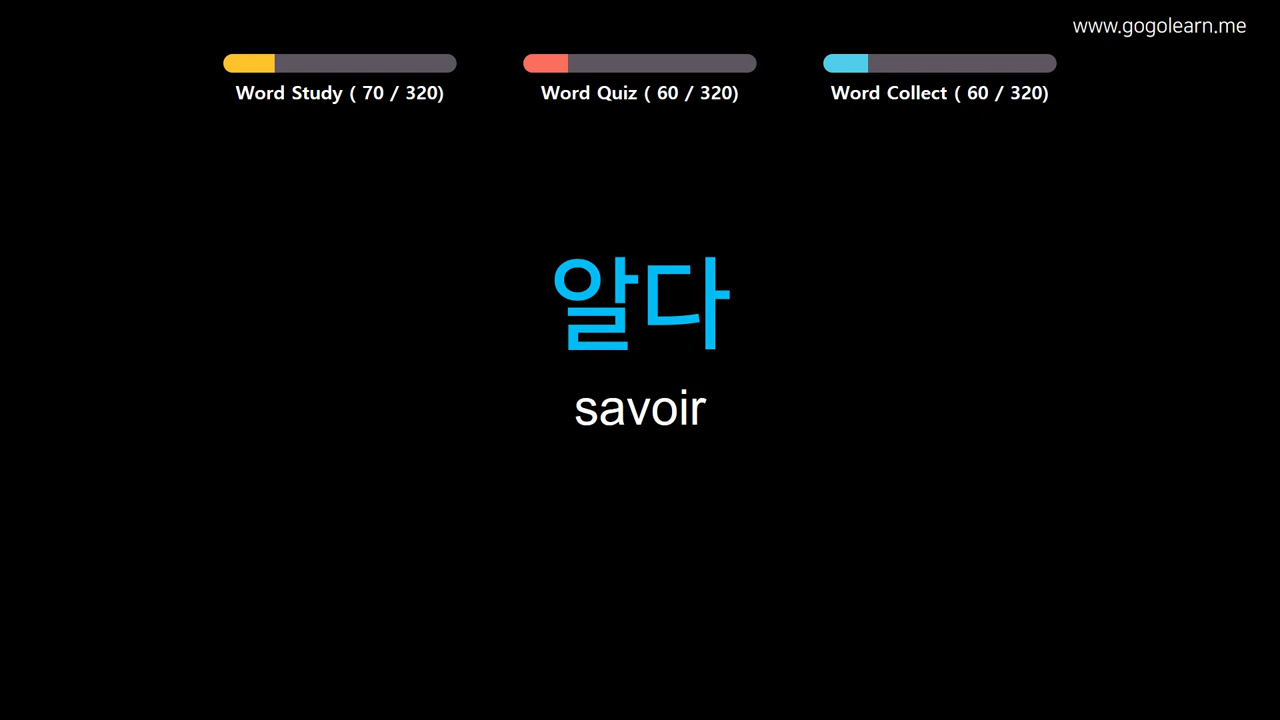 www.gogolearn.me
Word Study ( 70 / 320)
Word Quiz ( 60 / 320)
Word Collect ( 60 / 320)
알다
savoir